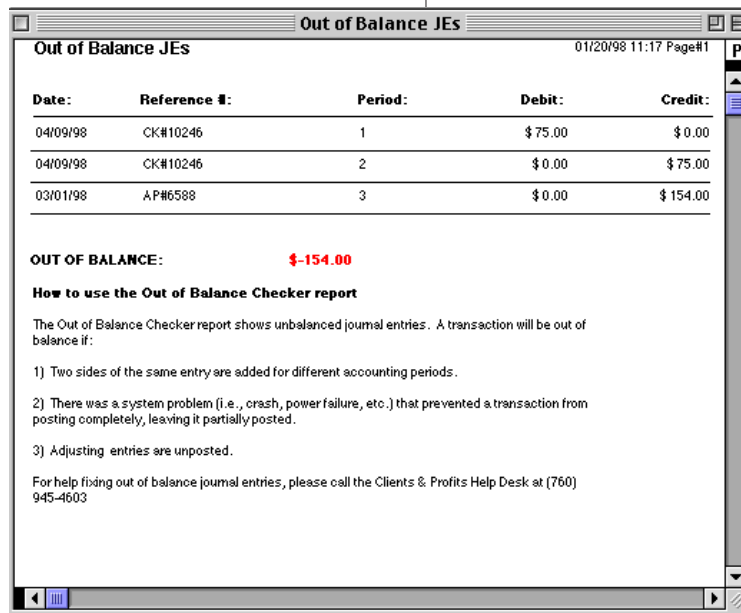 Out of Balance JEs
Out of Balance JEs 01/20/98 11:17 Page#1
Date: Reference #: Period: Debit: Credit:
04/09/98 CK#10246 1 $75.00 $0.00
04/09/98 CK#10246 2 $0.00 $75.00
03/01/98 AP#6588 3 $0.00 $154.00
OUT OF BALANCE: $-154.00
How to use the Out of Balance Checker report
The Out of Balance Checker report shows unbalanced journal entries. A transaction will be out of
balance if:
1) Two sides of the same entry are added for different accounting periods.
2) There was a system problem (i.e., crash, power failure, etc.) that prevented a transaction from
posting completely, leaving it partially posted.
3) Adjusting entries are unposted.
For help fixing out of balance journal entries, please call the Clients & Profits Help Desk at (760)
945-4603